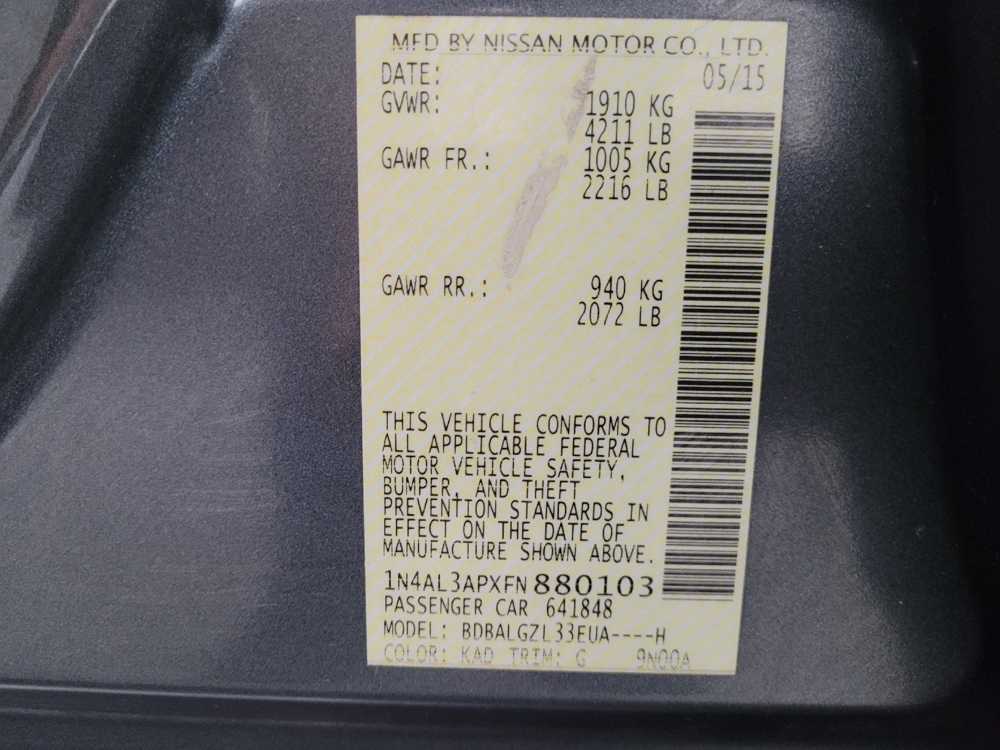 MFD BY NISSAN MOTOR CO., LTD.
DATE: 05/15
GVWR: 1910 KG
4211 LB
GAWR FR.: 1005 KG
2216 LB
GAWR RR.: 940 KG
2072 LB
THIS VEHICLE CONFORMS TO
ALL APPLICABLE FEDERAL
MOTOR VEHICLE SAFETY,
BUMPER, AND THEFT
PREVENTION STANDARDS IN
EFFECT ON THE DATE OF
MANUFACTURE SHOWN ABOVE.
1N4AL3APXFN880103
PASSENGER CAR 641848
MODEL: BDBALGZL33EUA----H
COLOR: KAD TRIM: G 9N00A